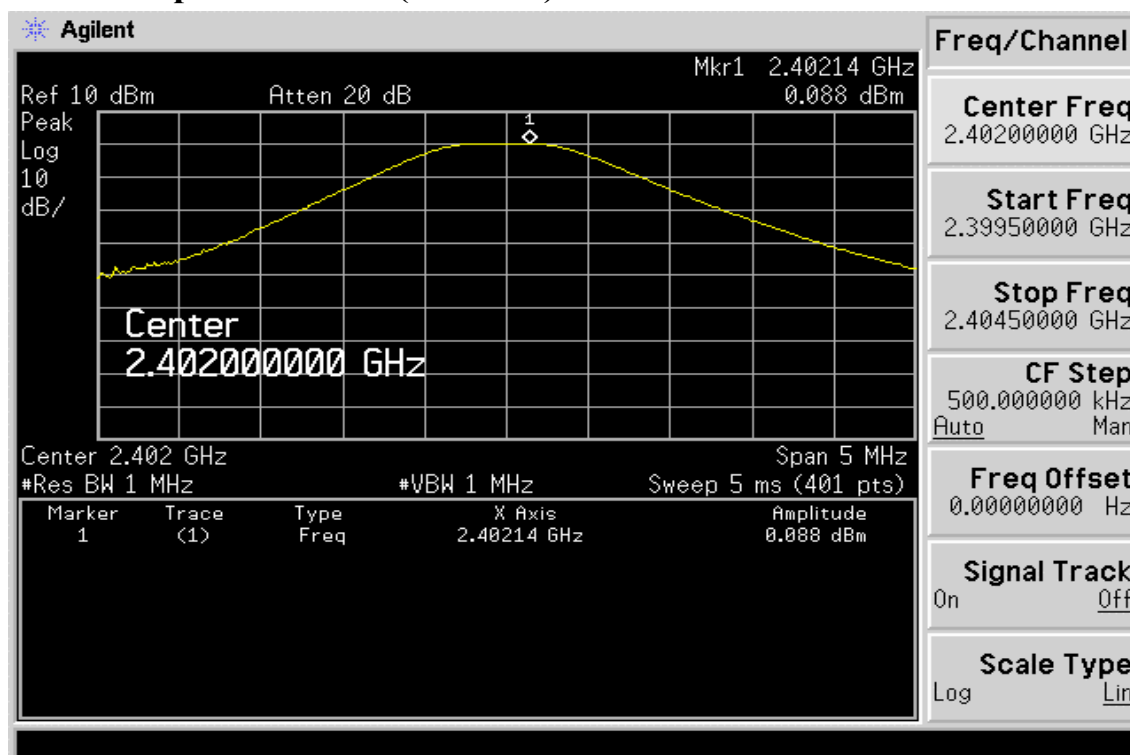 Agilent
Mkr1 2.40214 GHz
Ref 10 dBm Atten 20 dB 0.088 dBm
Peak
Log
10
dB/
1
Center
2.402000000 GHz
Center 2.402 GHz Span 5 MHz
#Res BW 1 MHz #VBW 1 MHz Sweep 5 ms (401 pts)
Marker Trace Type X Axis Amplitude
1 (1) Freq 2.40214 GHz 0.088 dBm
Freq/Channel
Center Freq
2.40200000 GHz
Start Freq
2.39950000 GHz
Stop Freq
2.40450000 GHz
CF Step
500.000000 kHz
Auto Man
Freq Offset
0.00000000 Hz
Signal Track
On Off
Scale Type
Log Lin